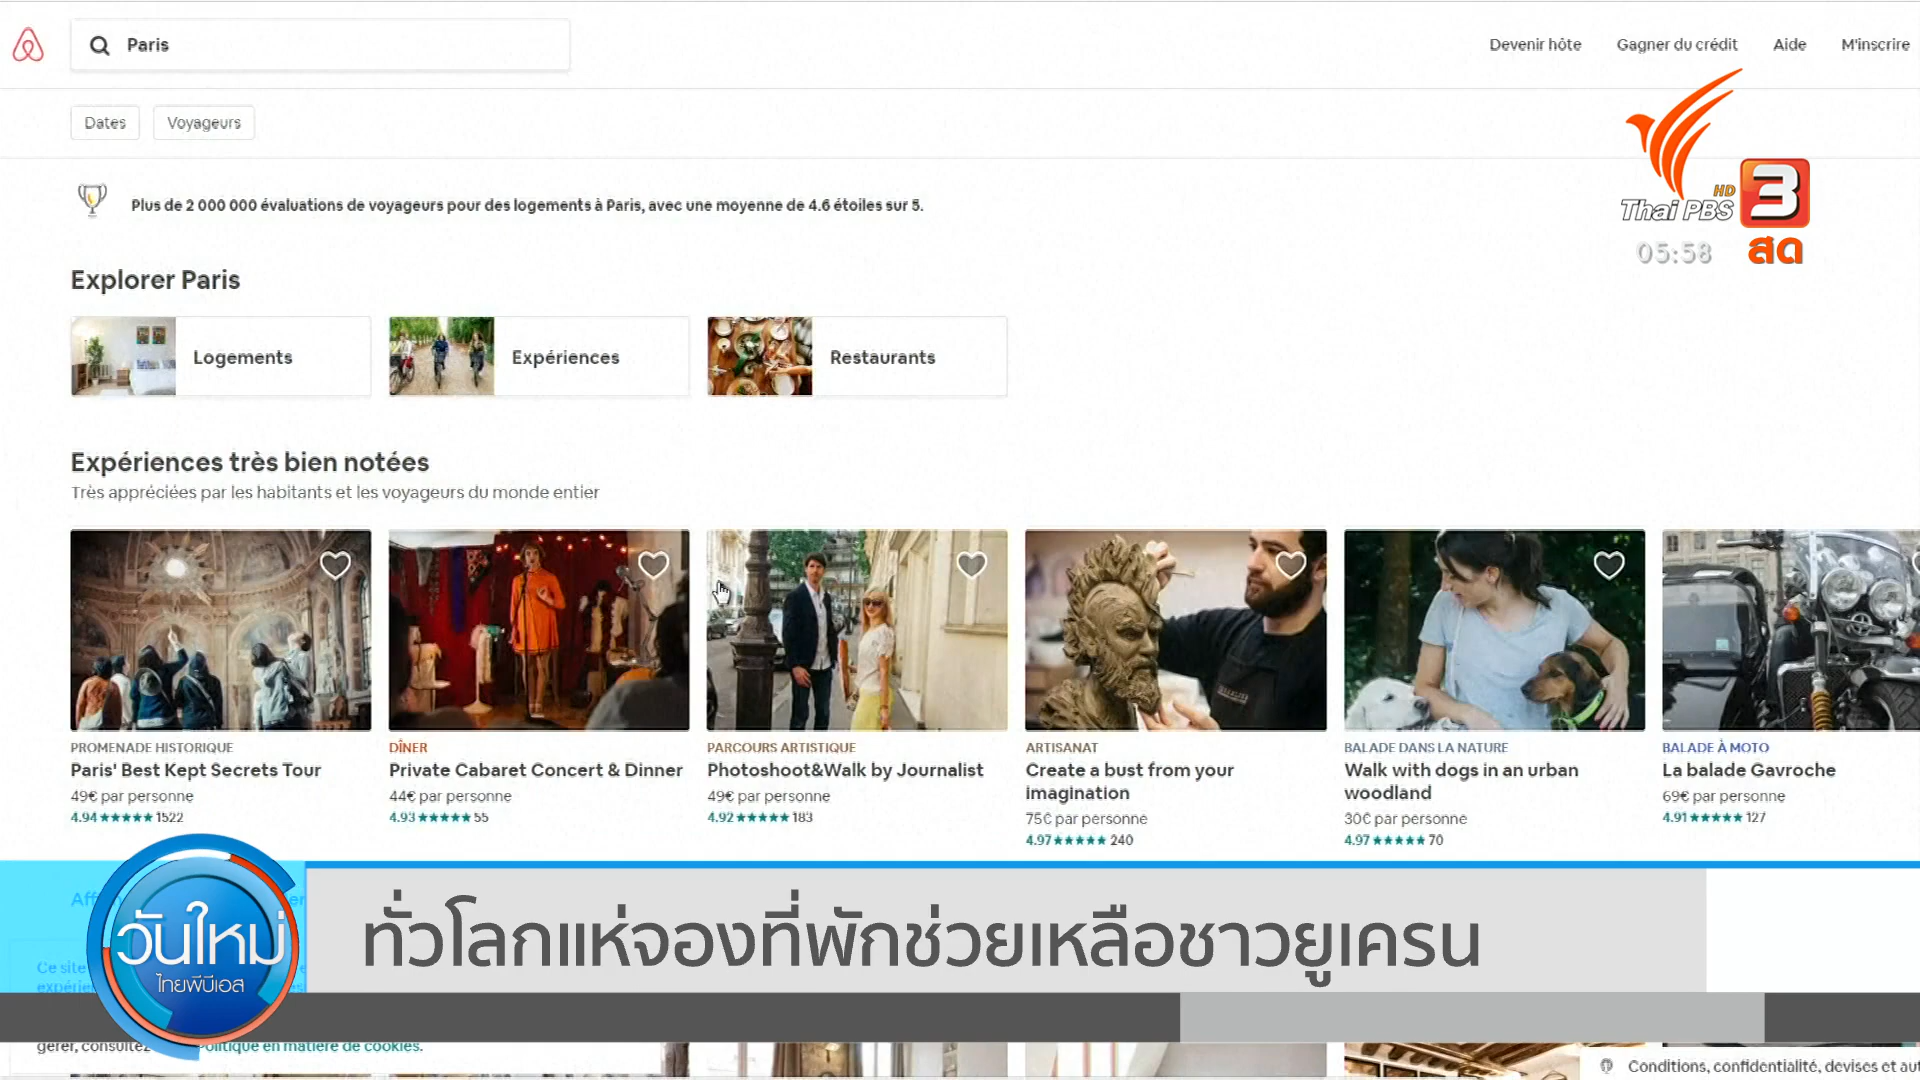 Paris
Devenir hôte
Gagner du crédit
Aide
M'inscrire
Dates
Voyageurs
HD
Thai PBS
3
05:58
สด
Plus de 2 000 000 évaluations de voyageurs pour des logements à Paris, avec une moyenne de 4.6 étoiles sur 5.
Explorer Paris
Logements
Expériences
Restaurants
Expériences très bien notées
Très appréciées par les habitants et les voyageurs du monde entier
PROMENADE HISTORIQUE
Paris' Best Kept Secrets Tour
49€ par personne
4.94 ★★★★★ 1522
DÎNER
Private Cabaret Concert & Dinner
44€ par personne
4.93 ★★★★★ 55
PARCOURS ARTISTIQUE
Photoshoot&Walk by Journalist
49€ par personne
4.92 ★★★★★ 183
ARTISANAT
Create a bust from your
imagination
75€ par personne
4.97 ★★★★★ 240
BALADE DANS LA NATURE
Walk with dogs in an urban
woodland
30€ par personne
4.97 ★★★★★ 70
BALADE À MOTO
La balade Gavroche
69€ par personne
4.91 ★★★★★ 127
วันใหม่
ไทยพีบีเอส
ทั่วโลกแห่จองที่พักช่วยเหลือชาวยูเครน
Ce site
gérer, consultez
Politique en matière de cookies.
Conditions, confidentialité, devises et